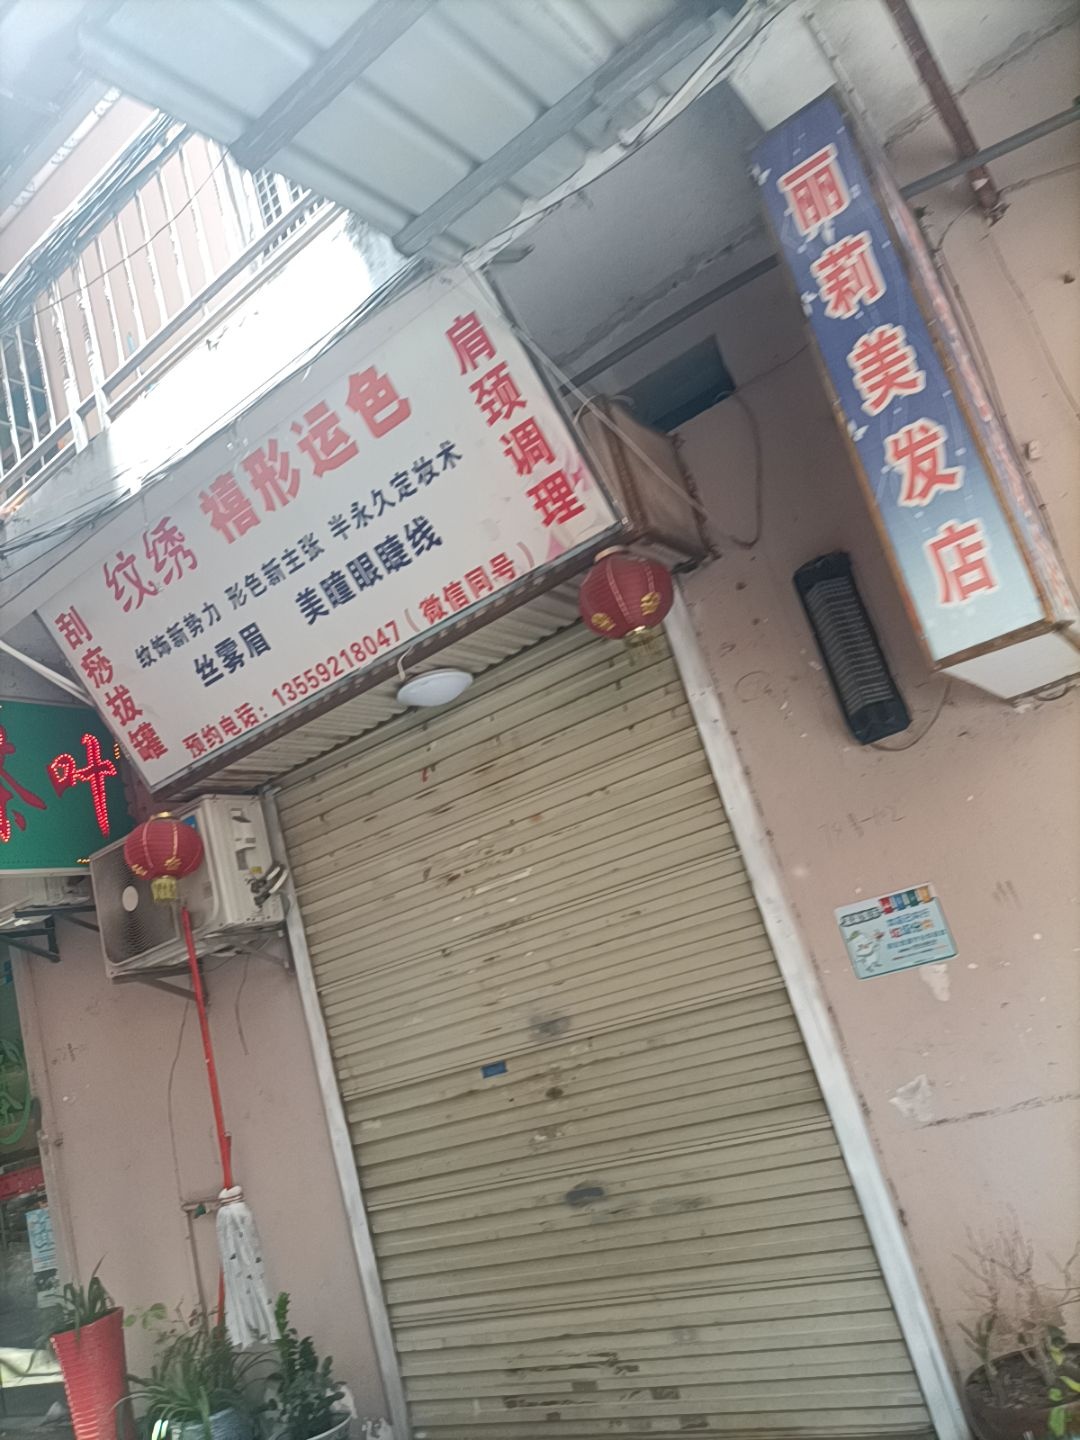 刮痧拔罐
纹绣 禧形运色
纹饰新势力 形色新主张 半永久定妆术
丝雾眉 美瞳眼睫线
预约电话：13559218047（微信同号）
肩颈调理
丽莉美发店
叶